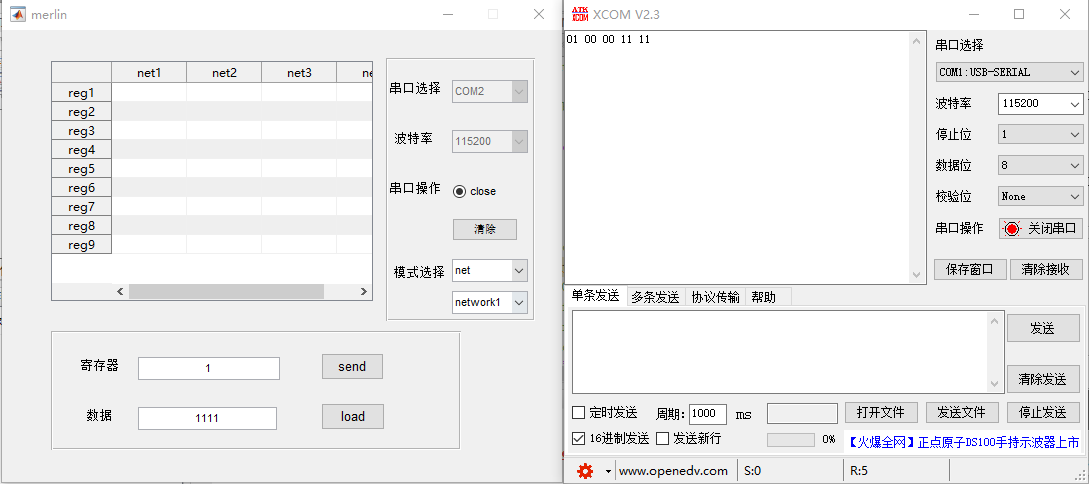 merlin
net1 net2 net3 ne
reg1
reg2
reg3
reg4
reg5
reg6
reg7
reg8
reg9
串口选择 COM2
波特率 115200
串口操作 close
清除
模式选择 net
network1
寄存器 1 send
数据 1111 load
ATK XCOM XCOM V2.3
01 00 00 11 11
串口选择
COM1:USB-SERIAL
波特率 115200
停止位 1
数据位 8
校验位 None
串口操作 关闭串口
保存窗口 清除接收
单条发送 多条发送 协议传输 帮助
发送
清除发送
定时发送 周期: 1000 ms 打开文件 发送文件 停止发送
16进制发送 发送新行 0% 【火爆全网】正点原子DS100手持示波器上市
www.openedv.com S:0 R:5